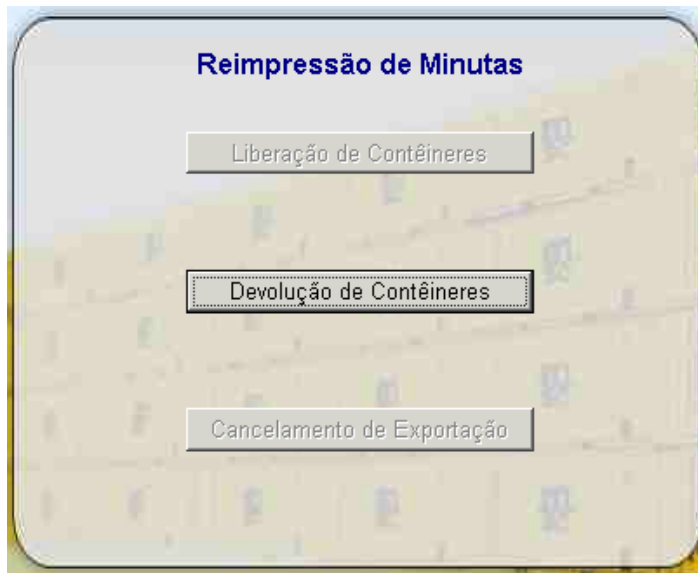 Reimpressão de Minutas
Liberação de Contêineres
Devolução de Contêineres
Cancelamento de Exportação